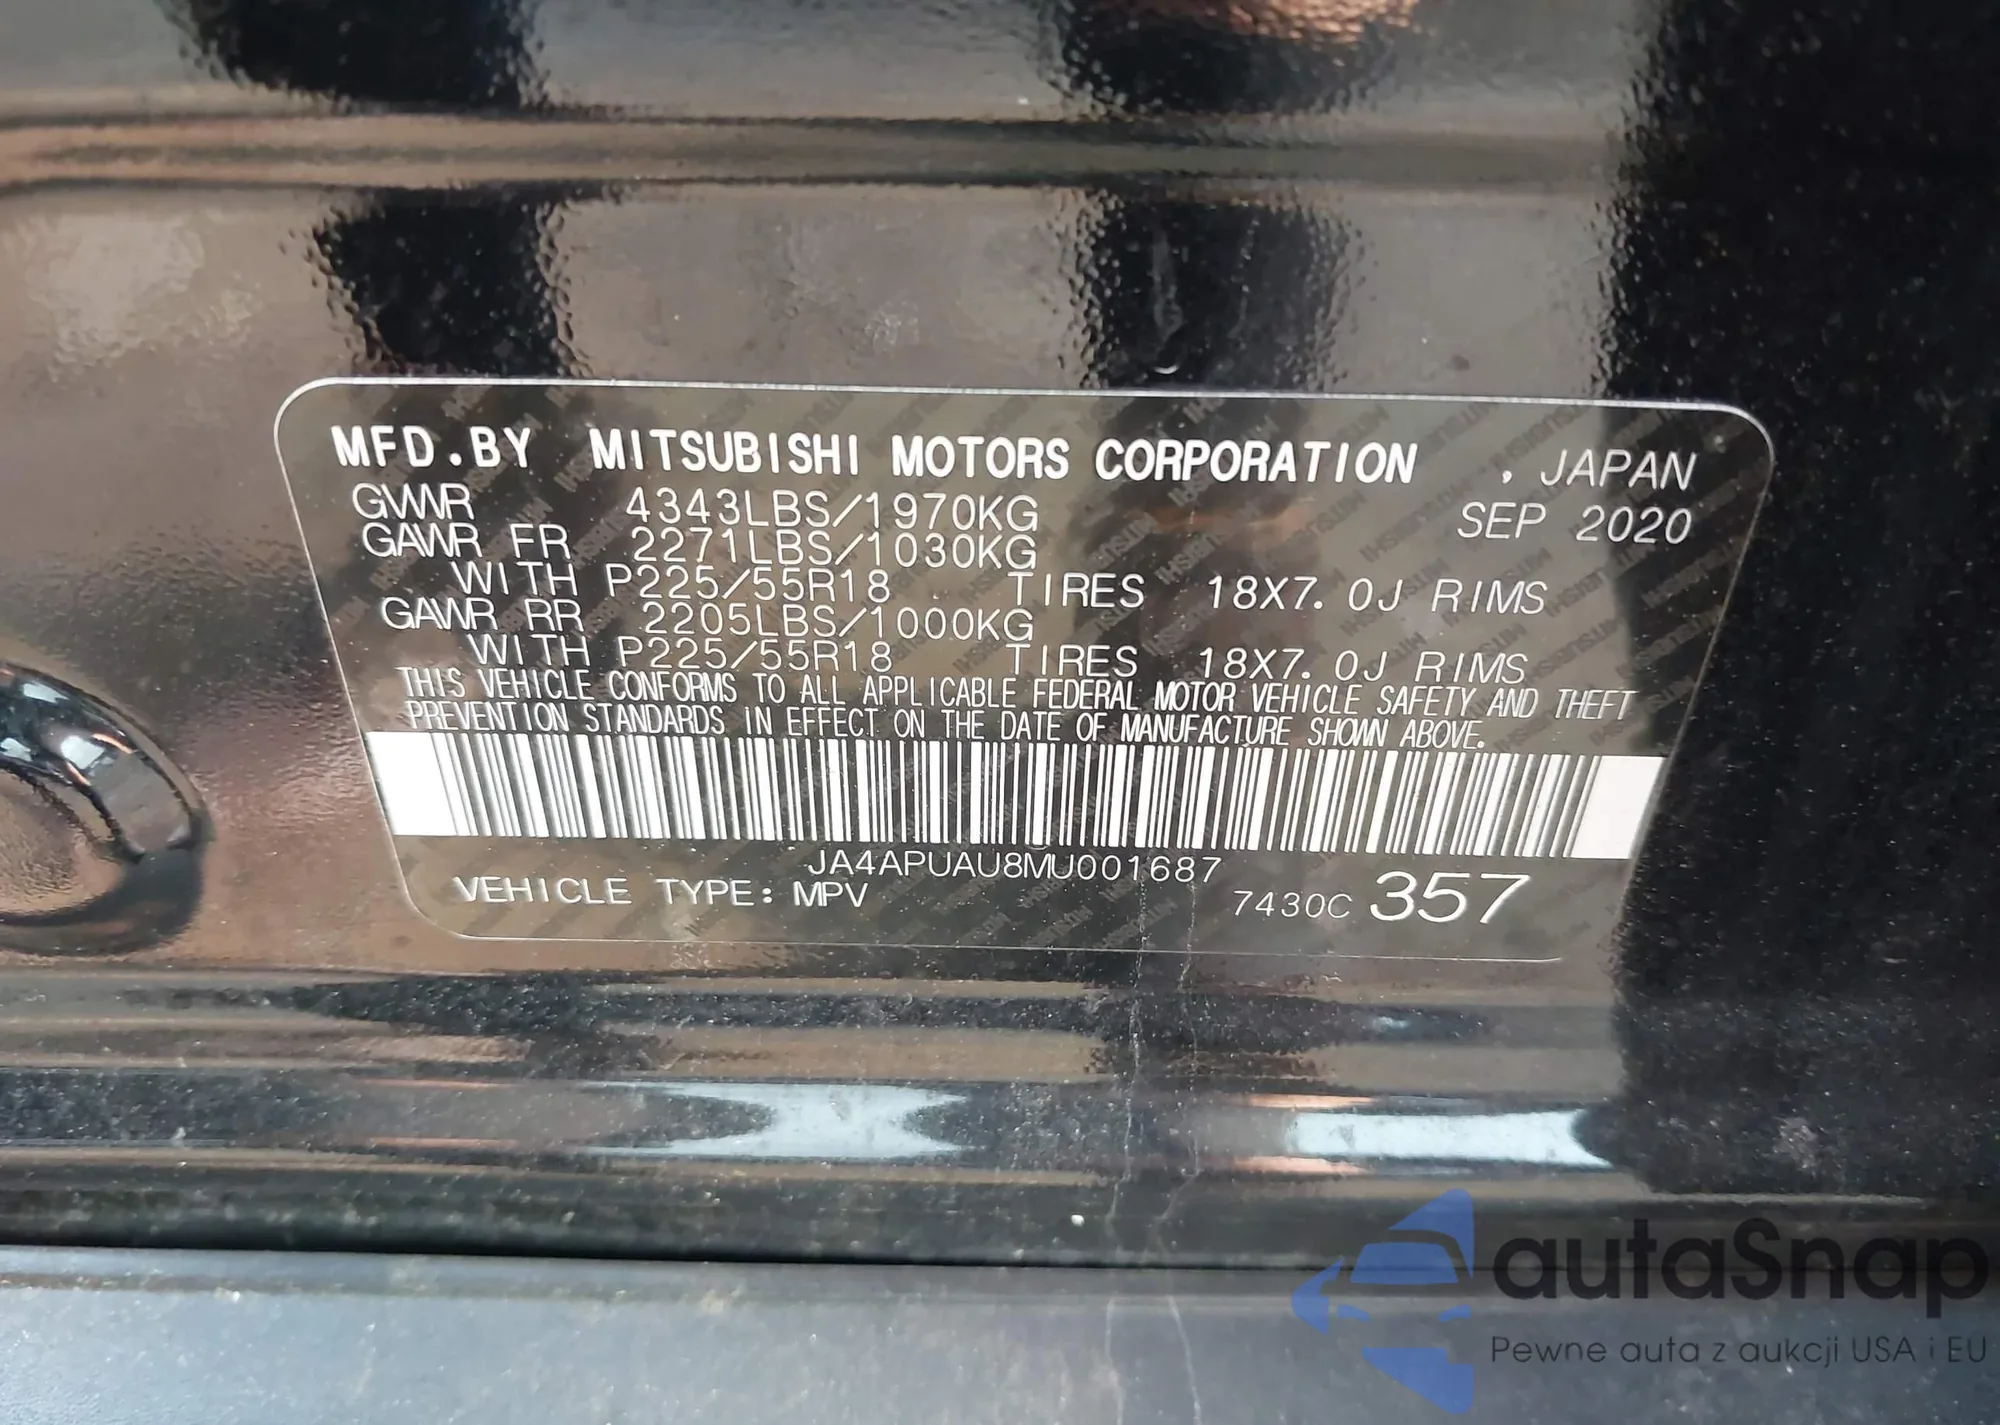 MFD.BY MITSUBISHI MOTORS CORPORATION , JAPAN
GVWR 4343LBS/1970KG SEP 2020
GAWR FR 2271LBS/1030KG
WITH P225/55R18 TIRES 18X7.0J RIMS
GAWR RR 2205LBS/1000KG
WITH P225/55R18 TIRES 18X7.0J RIMS
THIS VEHICLE CONFORMS TO ALL APPLICABLE FEDERAL MOTOR VEHICLE SAFETY AND THEFT
PREVENTION STANDARDS IN EFFECT ON THE DATE OF MANUFACTURE SHOWN ABOVE.
JA4APUAU8MU001687
VEHICLE TYPE: MPV 7430C 357
autaSnap
Pewne auta z aukcji USA i EU